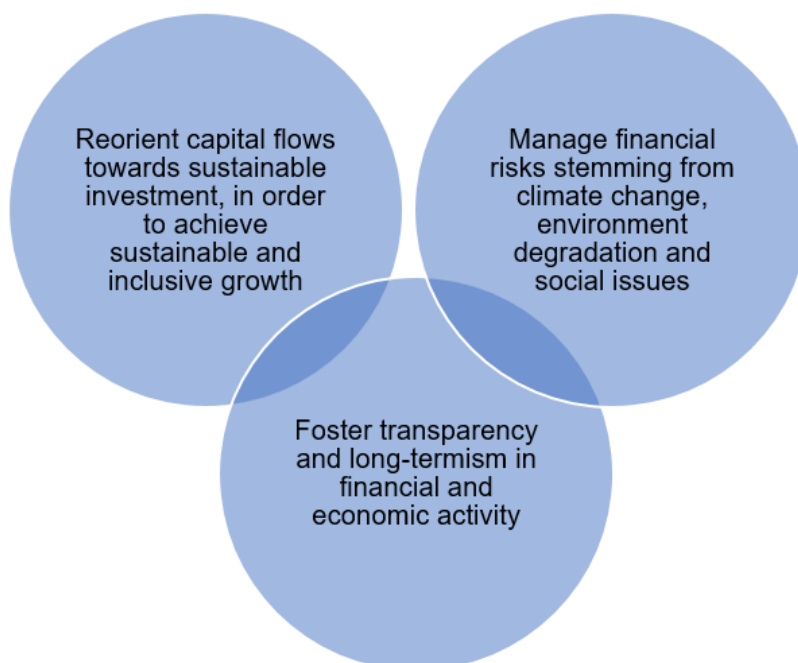 Reorient capital flows
towards sustainable
investment, in order
to achieve
sustainable and
inclusive growth
Manage financial
risks stemming from
climate change,
environment
degradation and
social issues
Foster transparency
and long-termism in
financial and
economic activity